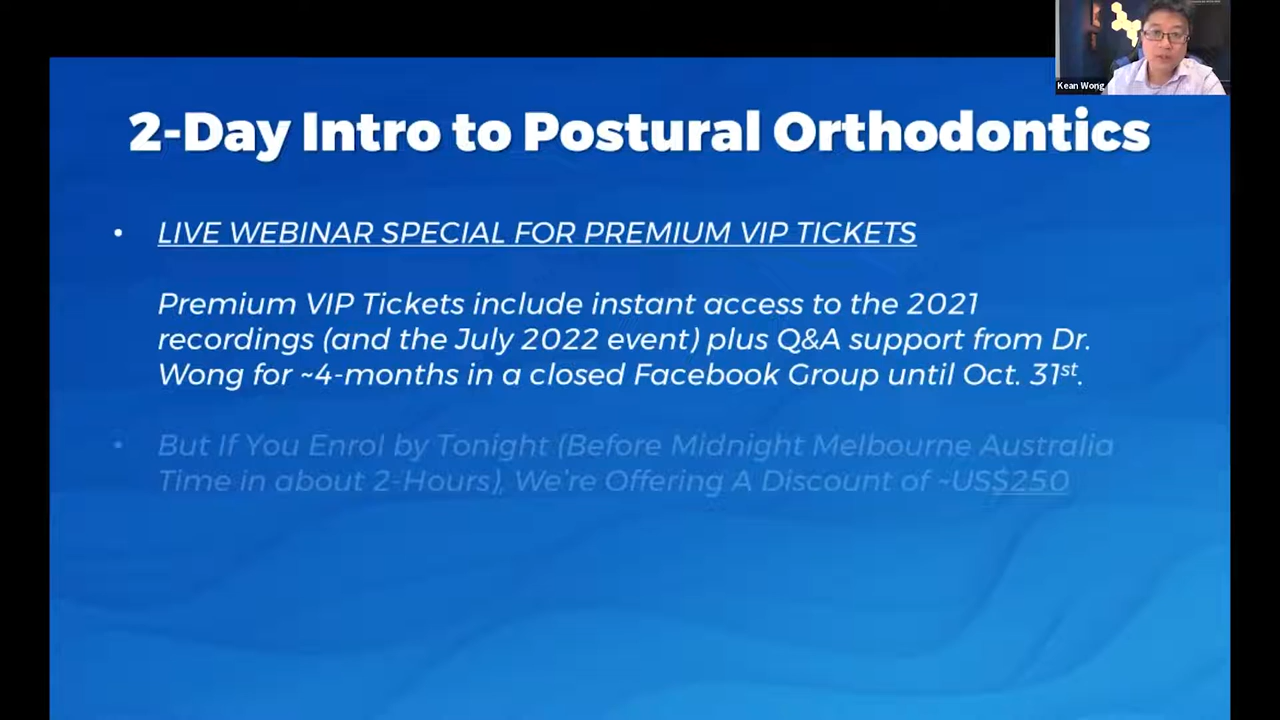 Kean Wong
2-Day Intro to Postural Orthodontics
• LIVE WEBINAR SPECIAL FOR PREMIUM VIP TICKETS
Premium VIP Tickets include instant access to the 2021
recordings (and the July 2022 event) plus Q&A support from Dr.
Wong for ~4-months in a closed Facebook Group until Oct. 31st.
• But If You Enrol by Tonight (Before Midnight Melbourne Australia
Time in about 2-Hours), We're Offering A Discount of ~US$250